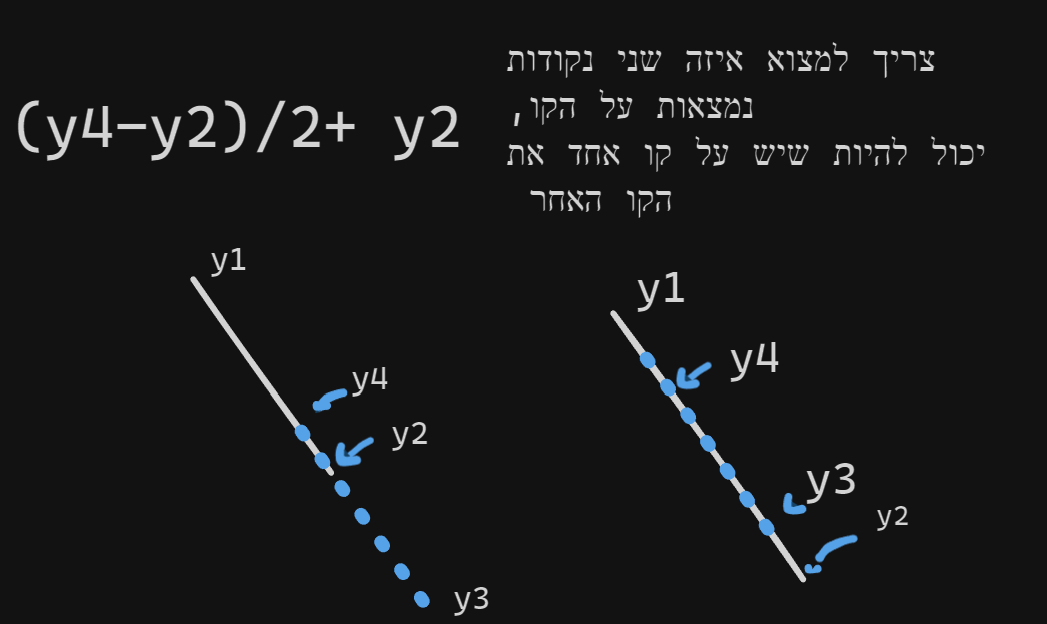 (y4-y2)/2+ y2
צריך למצוא איזה שני נקודות
נמצאות על הקו,
יכול להיות שיש על קו אחד את
הקו האחר
y1
y4
y2
y3
y1
y4
y3
y2